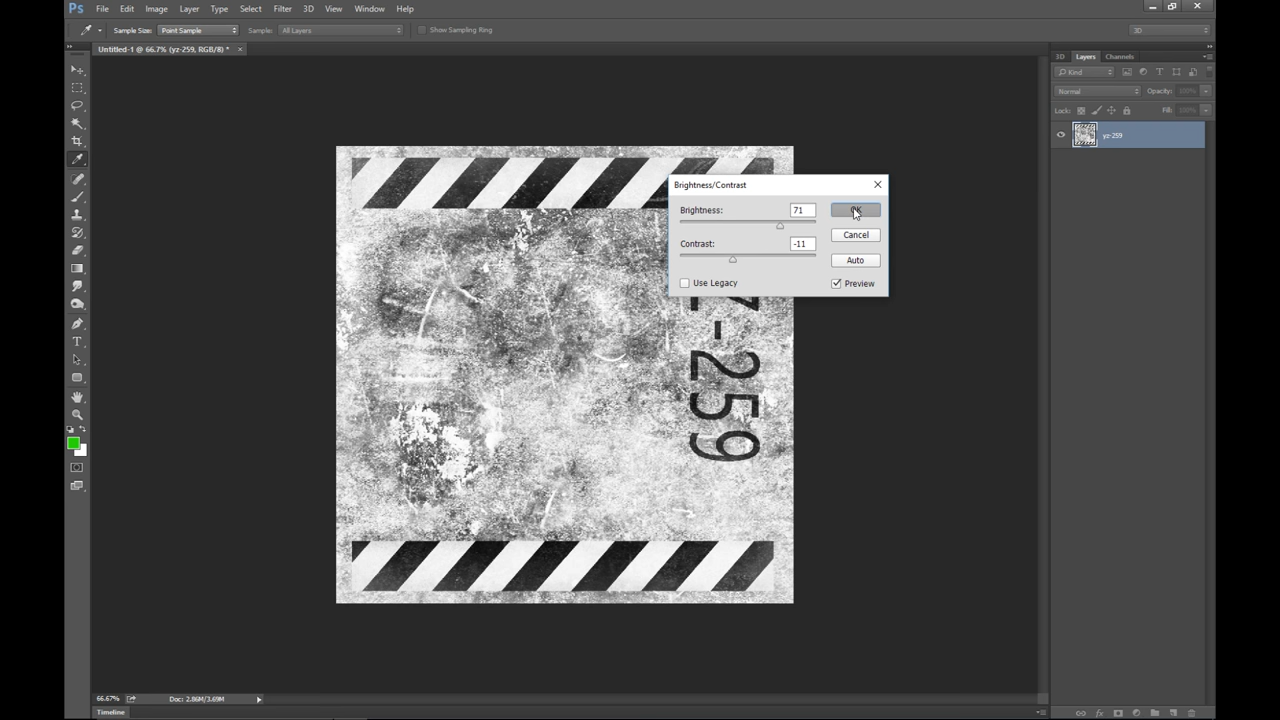 Ps File Edit Image Layer Type Select Filter 3D View Window Help
Sample Size: Point Sample Sample: All Layers Show Sampling Ring 3D
Untitled-1 @ 66.7% (yz-259, RGB/8) * ×
3D Layers Channels
Kind
Normal Opacity: 100%
Lock: Fill: 100%
yz-259
Brightness/Contrast
Brightness: 71 OK
Cancel
Contrast: -11
Auto
Use Legacy Preview
-259
T
66.67% Doc: 2.86M/3.69M
Timeline